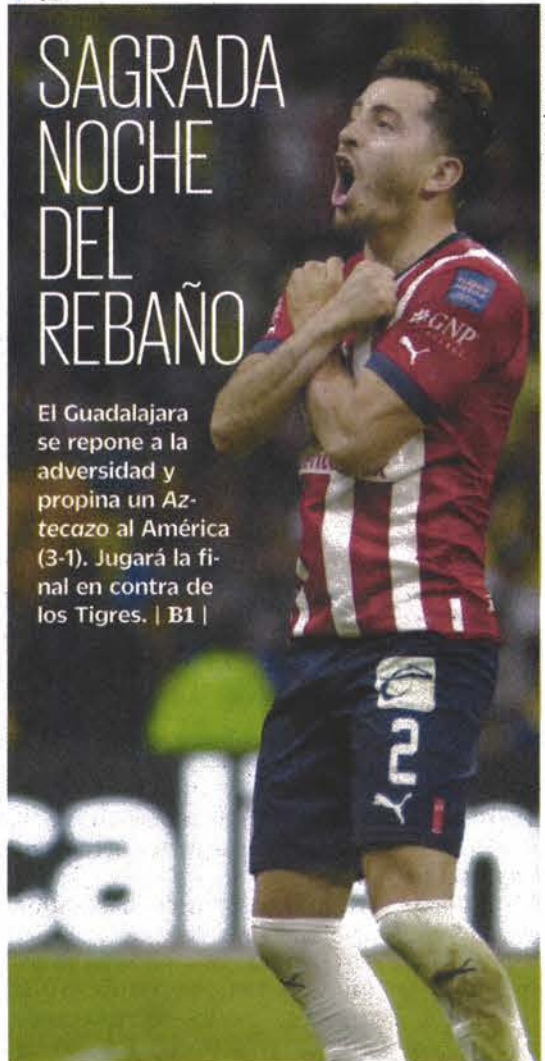 SAGRADA
NOCHE
DEL
REBAÑO
El Guadalajara
se repone a la
adversidad y
propina un Az-
tecazo al América
(3-1). Jugará la fi-
nal en contra de
los Tigres. | B1 |
GNP
2
calien